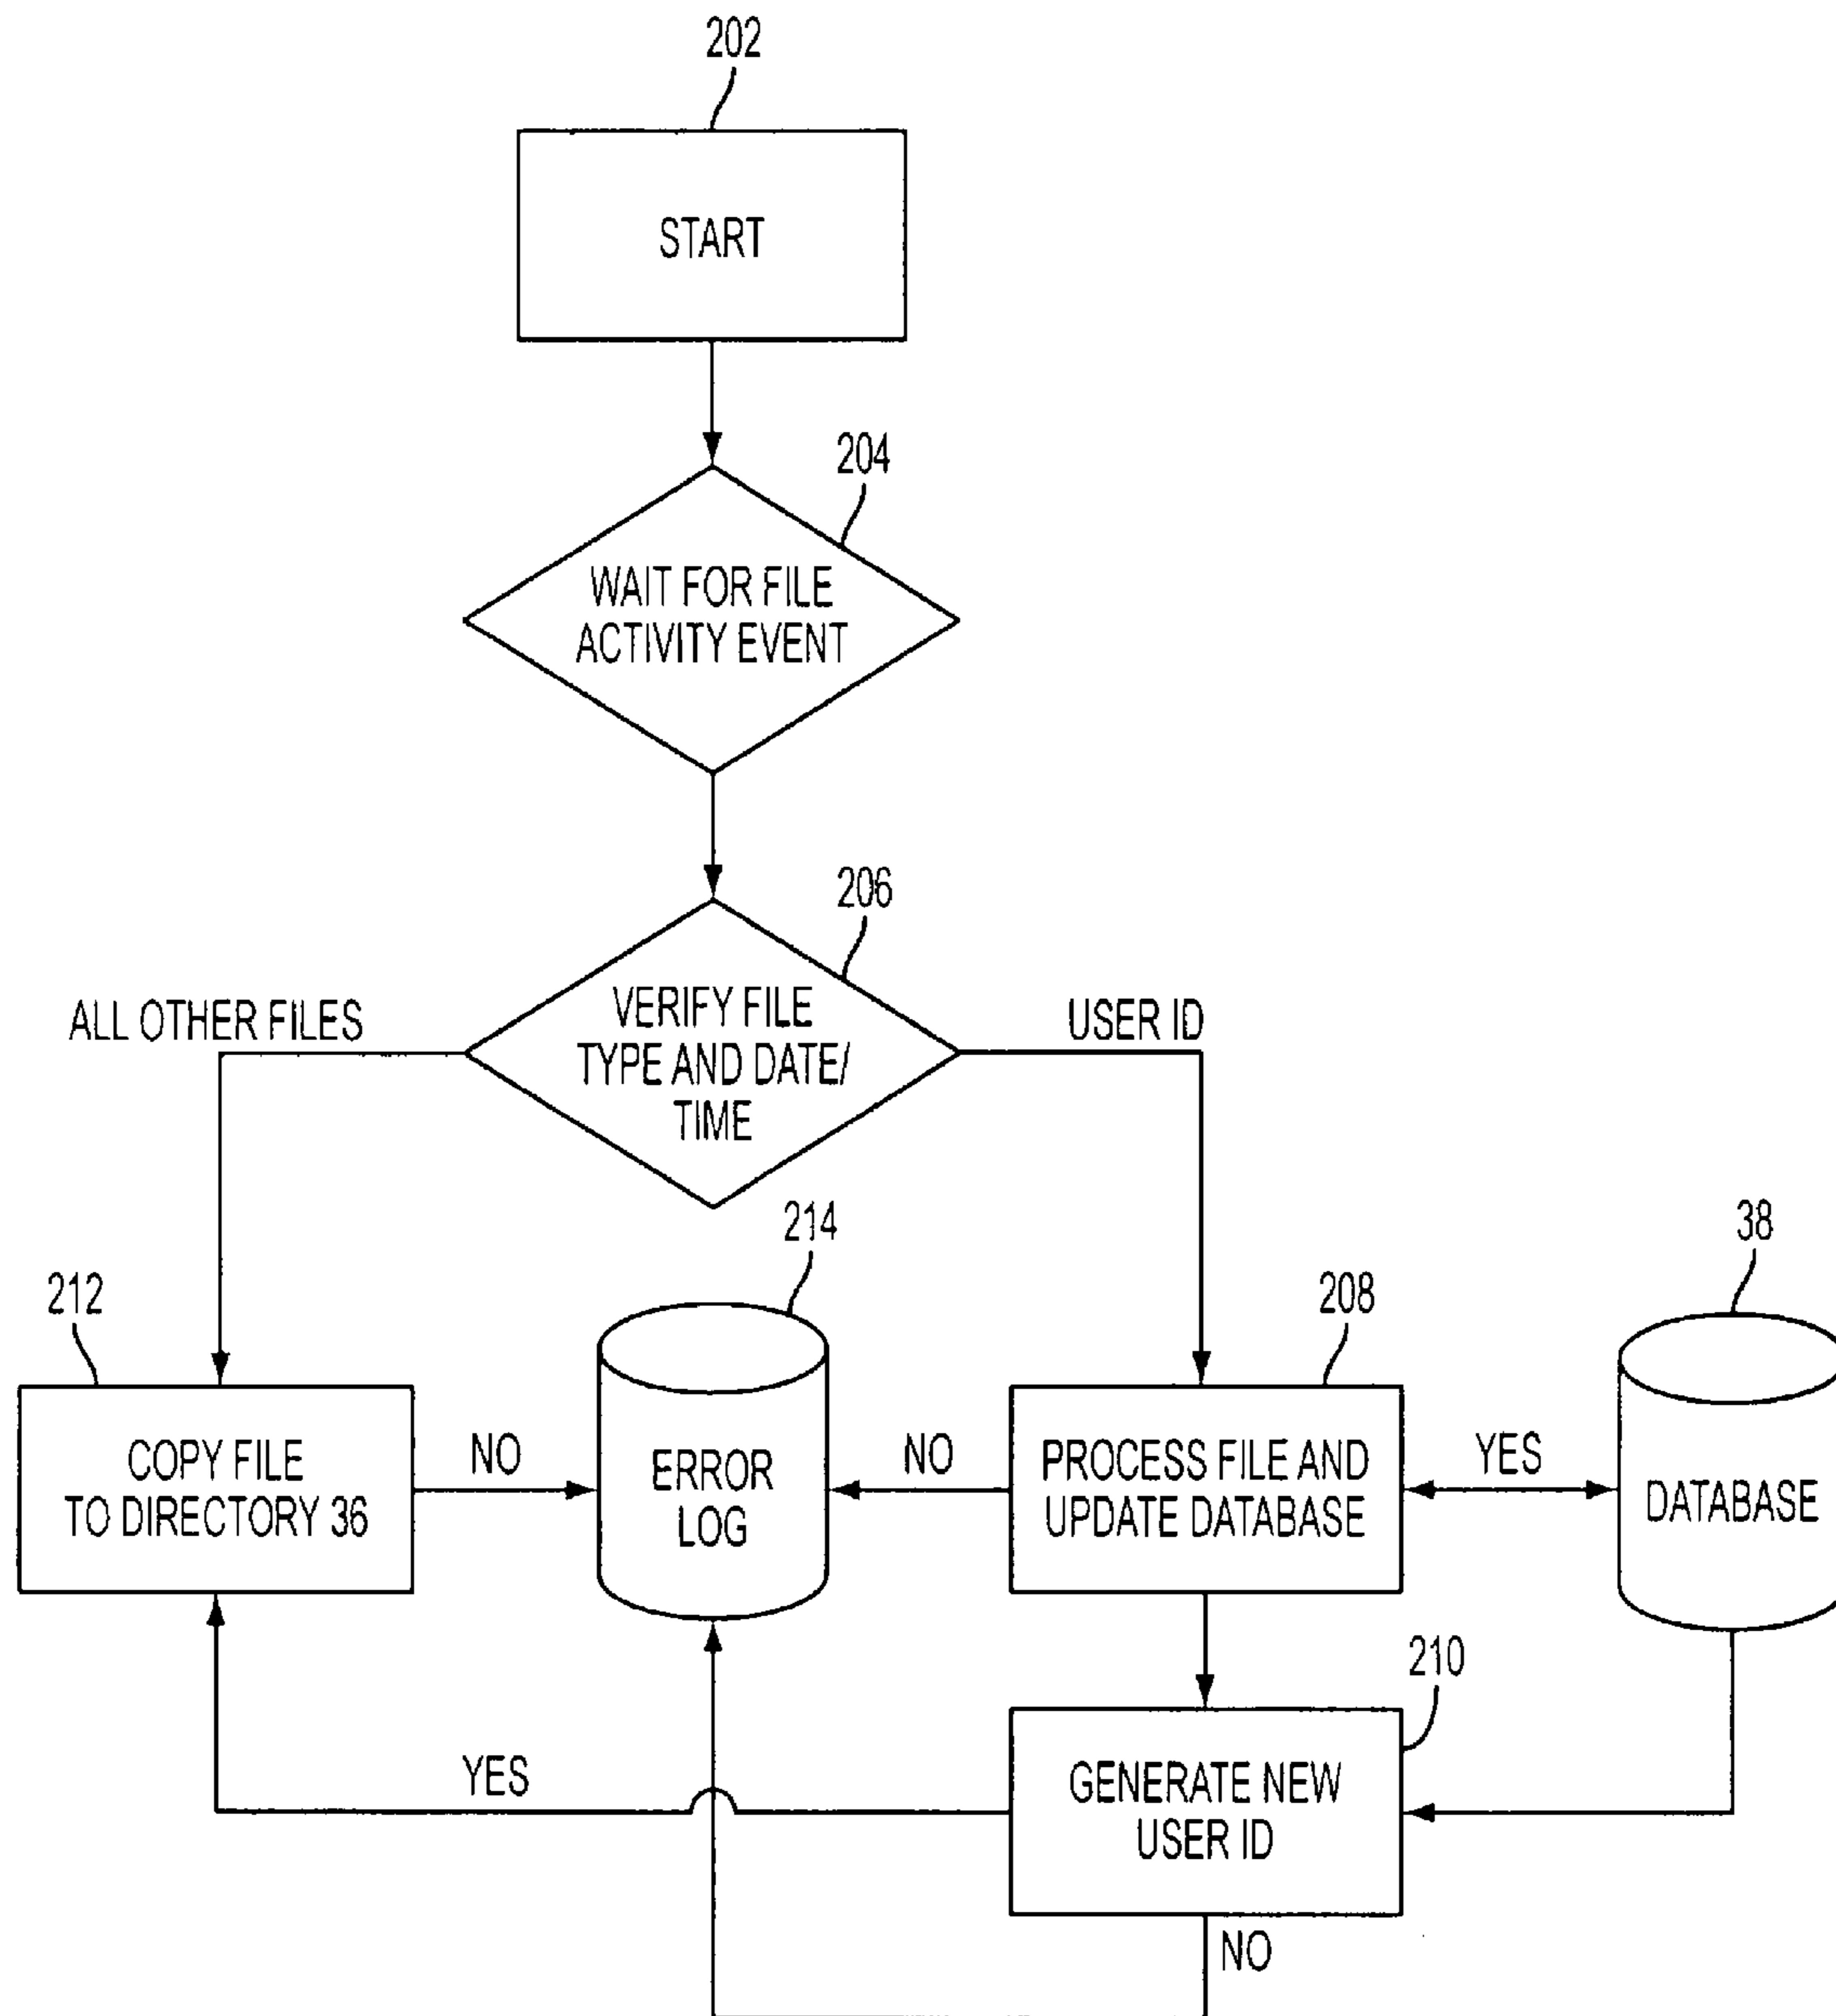 202
START
204
WAIT FOR FILE
ACTIVITY EVENT
206
ALL OTHER FILES
VERIFY FILE
TYPE AND DATE/
TIME
USER ID
214
38
212
208
COPY FILE
TO DIRECTORY 36
NO
ERROR
LOG
NO
PROCESS FILE AND
UPDATE DATABASE
YES
DATABASE
210
YES
GENERATE NEW
USER ID
NO